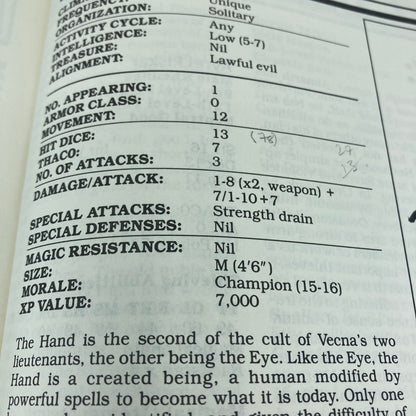 FREQUENCY: Unique
ORGANIZATION: Solitary
ACTIVITY CYCLE: Any
INTELLIGENCE: Low (5-7)
TREASURE: Nil
ALIGNMENT: Lawful evil
NO. APPEARING: 1
ARMOR CLASS: 0
MOVEMENT: 12
HIT DICE: 13 (78)
THACO: 7
NO. OF ATTACKS: 3
DAMAGE/ATTACK: 1-8 (x2, weapon) +
7/1-10+7
SPECIAL ATTACKS: Strength drain
SPECIAL DEFENSES: Nil
MAGIC RESISTANCE: Nil
SIZE: M (4'6")
MORALE: Champion (15-16)
XP VALUE: 7,000
The Hand is the second of the cult of Vecna's two
lieutenants, the other being the Eye. Like the Eye, the
Hand is a created being, a human modified by
powerful spells to become what it is today. Only one